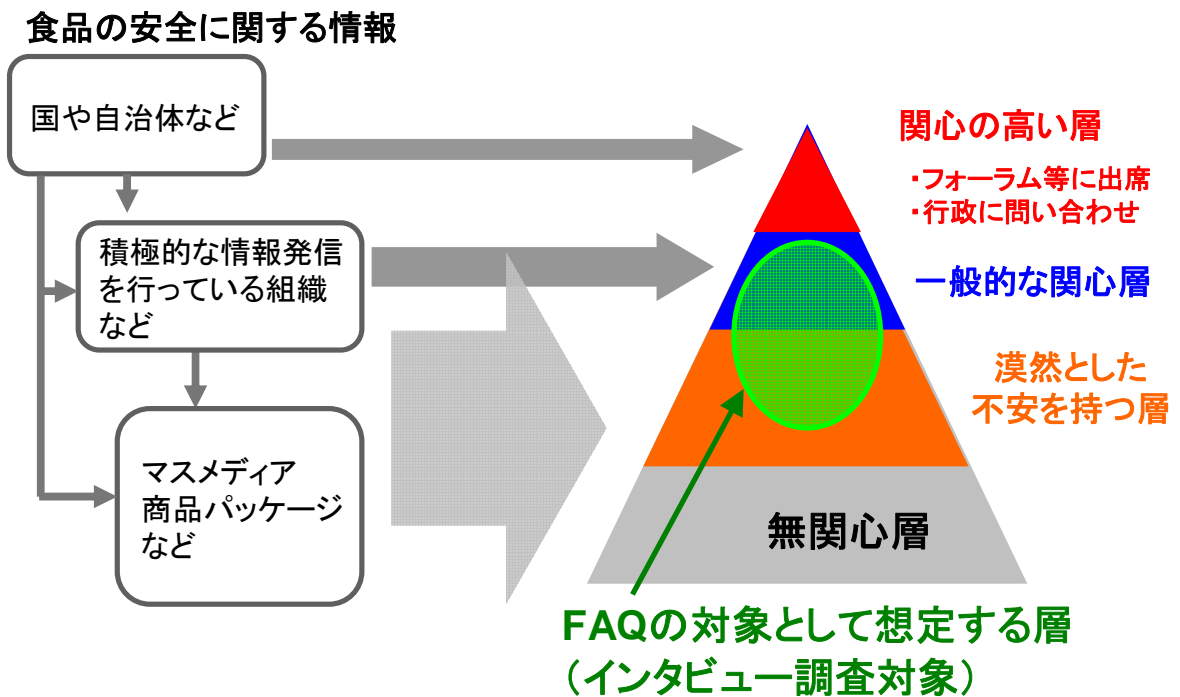 食品の安全に関する情報
国や自治体など
積極的な情報発信
を行っている組織
など
マスメディア
商品パッケージ
など
関心の高い層
・フォーラム等に出席
・行政に問い合わせ
一般的な関心層
漠然とした
不安を持つ層
無関心層
FAQの対象として想定する層
（インタビュー調査対象）